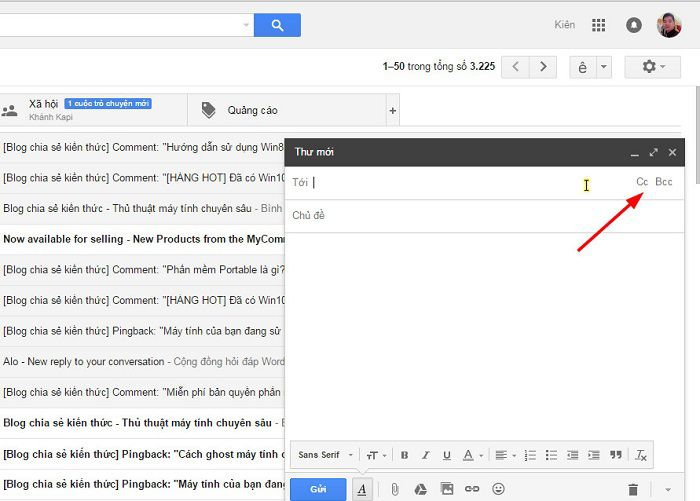 Kiên
1–50 trong tổng số 3.225
ê
Xã hội 1 cuộc trò chuyện mới
Khánh Kapi
Quảng cáo
+
[Blog chia sẻ kiến thức] Comment: "Hướng dẫn sử dụng Win8
Thư mới
[Blog chia sẻ kiến thức] Comment: "[HÀNG HOT] Đã có Win10
Tới
Cc Bcc
Blog chia sẻ kiến thức - Thủ thuật máy tính chuyên sâu - Bình
Chủ đề
Now available for selling - New Products from the MyComm
[Blog chia sẻ kiến thức] Comment: "Phần mềm Portable là gì?
[Blog chia sẻ kiến thức] Comment: "[HÀNG HOT] Đã có Win10
[Blog chia sẻ kiến thức] Pingback: "Máy tính của bạn đang sử
Alo - New reply to your conversation - Cộng đồng hỏi đáp Word
[Blog chia sẻ kiến thức] Comment: "Miễn phí bản quyền phần
Blog chia sẻ kiến thức - Thủ thuật máy tính chuyên sâu - B
[Blog chia sẻ kiến thức] Pingback: "Cách ghost máy tính
Sans Serif тT B I U A
[Blog chia sẻ kiến thức] Pingback: "Máy tính của bạn đang
Gửi A